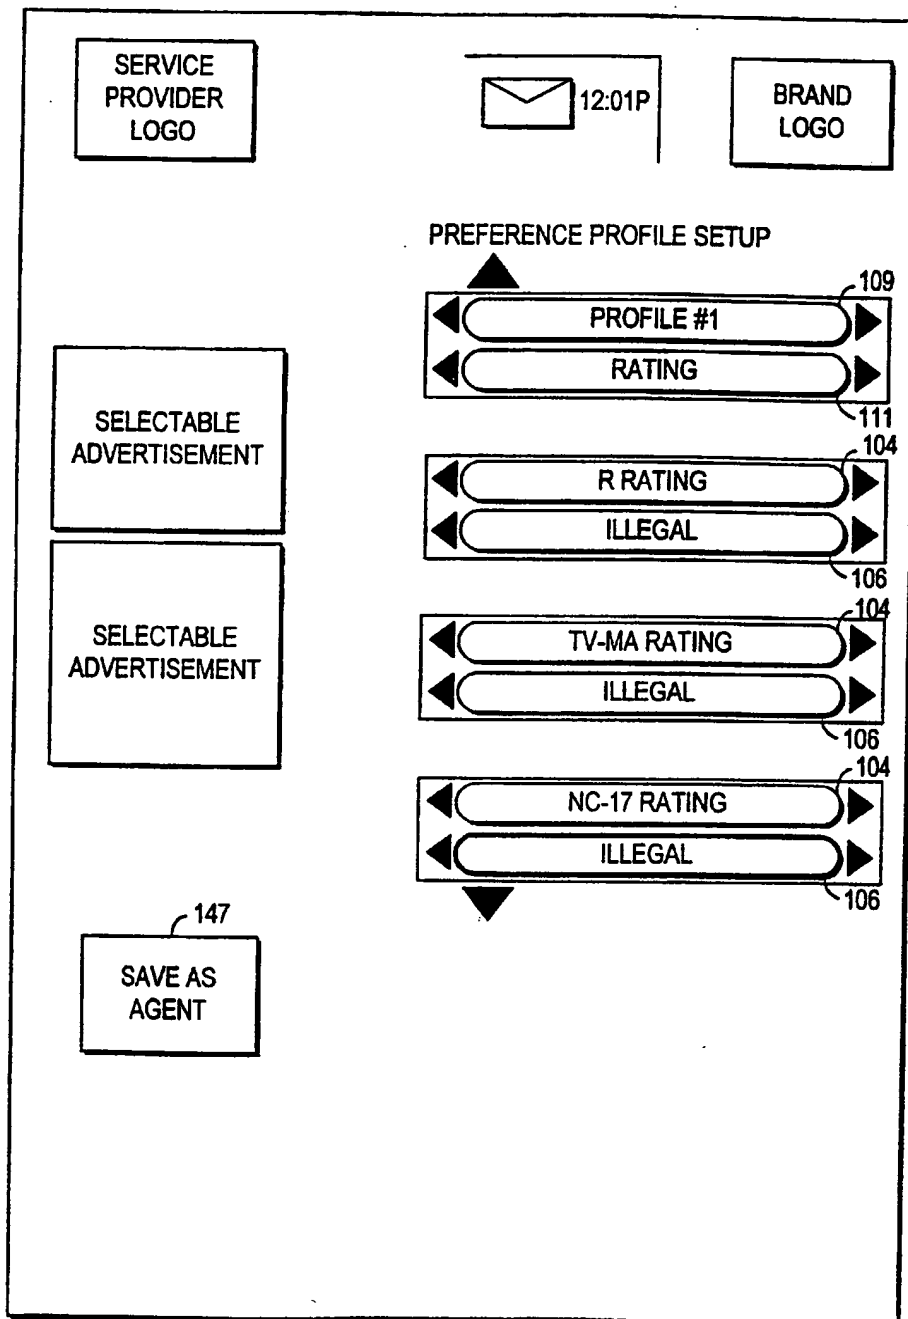 SERVICE
PROVIDER
LOGO
12:01P
BRAND
LOGO
PREFERENCE PROFILE SETUP
109
PROFILE #1
RATING
111
SELECTABLE
ADVERTISEMENT
104
R RATING
ILLEGAL
106
SELECTABLE
ADVERTISEMENT
104
TV-MA RATING
ILLEGAL
106
104
NC-17 RATING
ILLEGAL
106
147
SAVE AS
AGENT